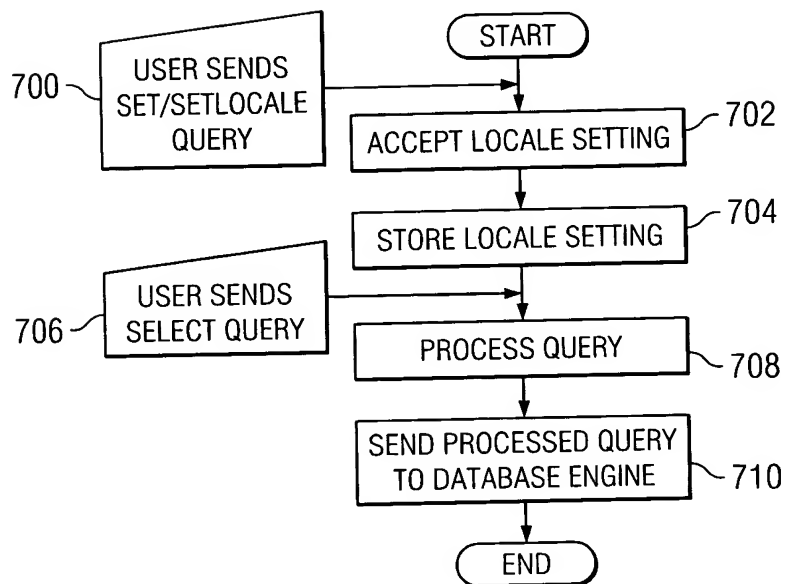 START
700
USER SENDS
SET/SETLOCALE
QUERY
702
ACCEPT LOCALE SETTING
704
STORE LOCALE SETTING
706
USER SENDS
SELECT QUERY
PROCESS QUERY
708
SEND PROCESSED QUERY
TO DATABASE ENGINE
710
END